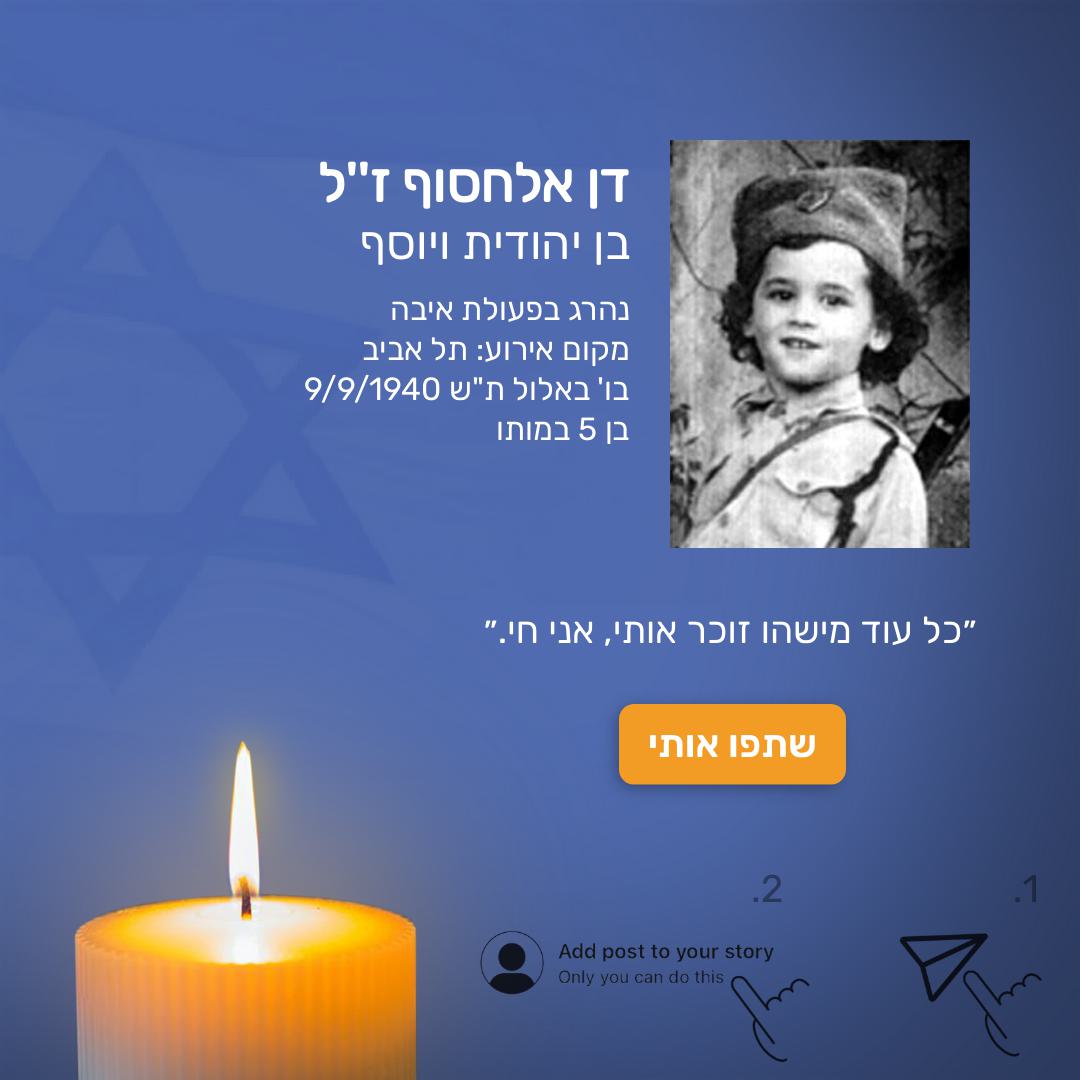 דן אלחסוף ז"ל
בן יהודית ויוסף
נהרג בפעולת איבה
מקום אירוע: תל אביב
בו' באלול ת"ש 9/9/1940
בן 5 במותו
״כל עוד מישהו זוכר אותי, אני חי.״
שתפו אותי
1.
2.
Add post to your story
Only you can do this